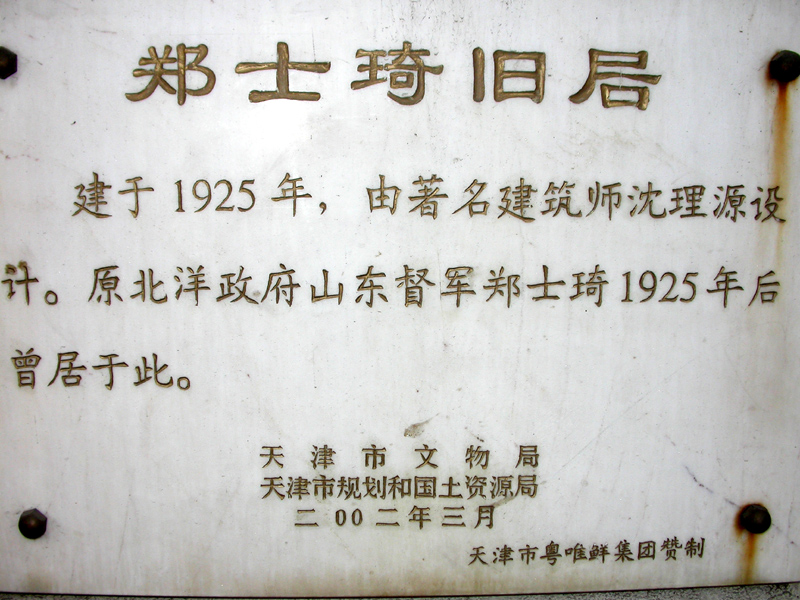 郑士琦旧居
建于1925年，由著名建筑师沈理源设
计。原北洋政府山东督军郑士琦1925年后
曾居于此。
天津市文物局
天津市规划和国土资源局
二00二年三月
天津市粤唯鲜集团赞制